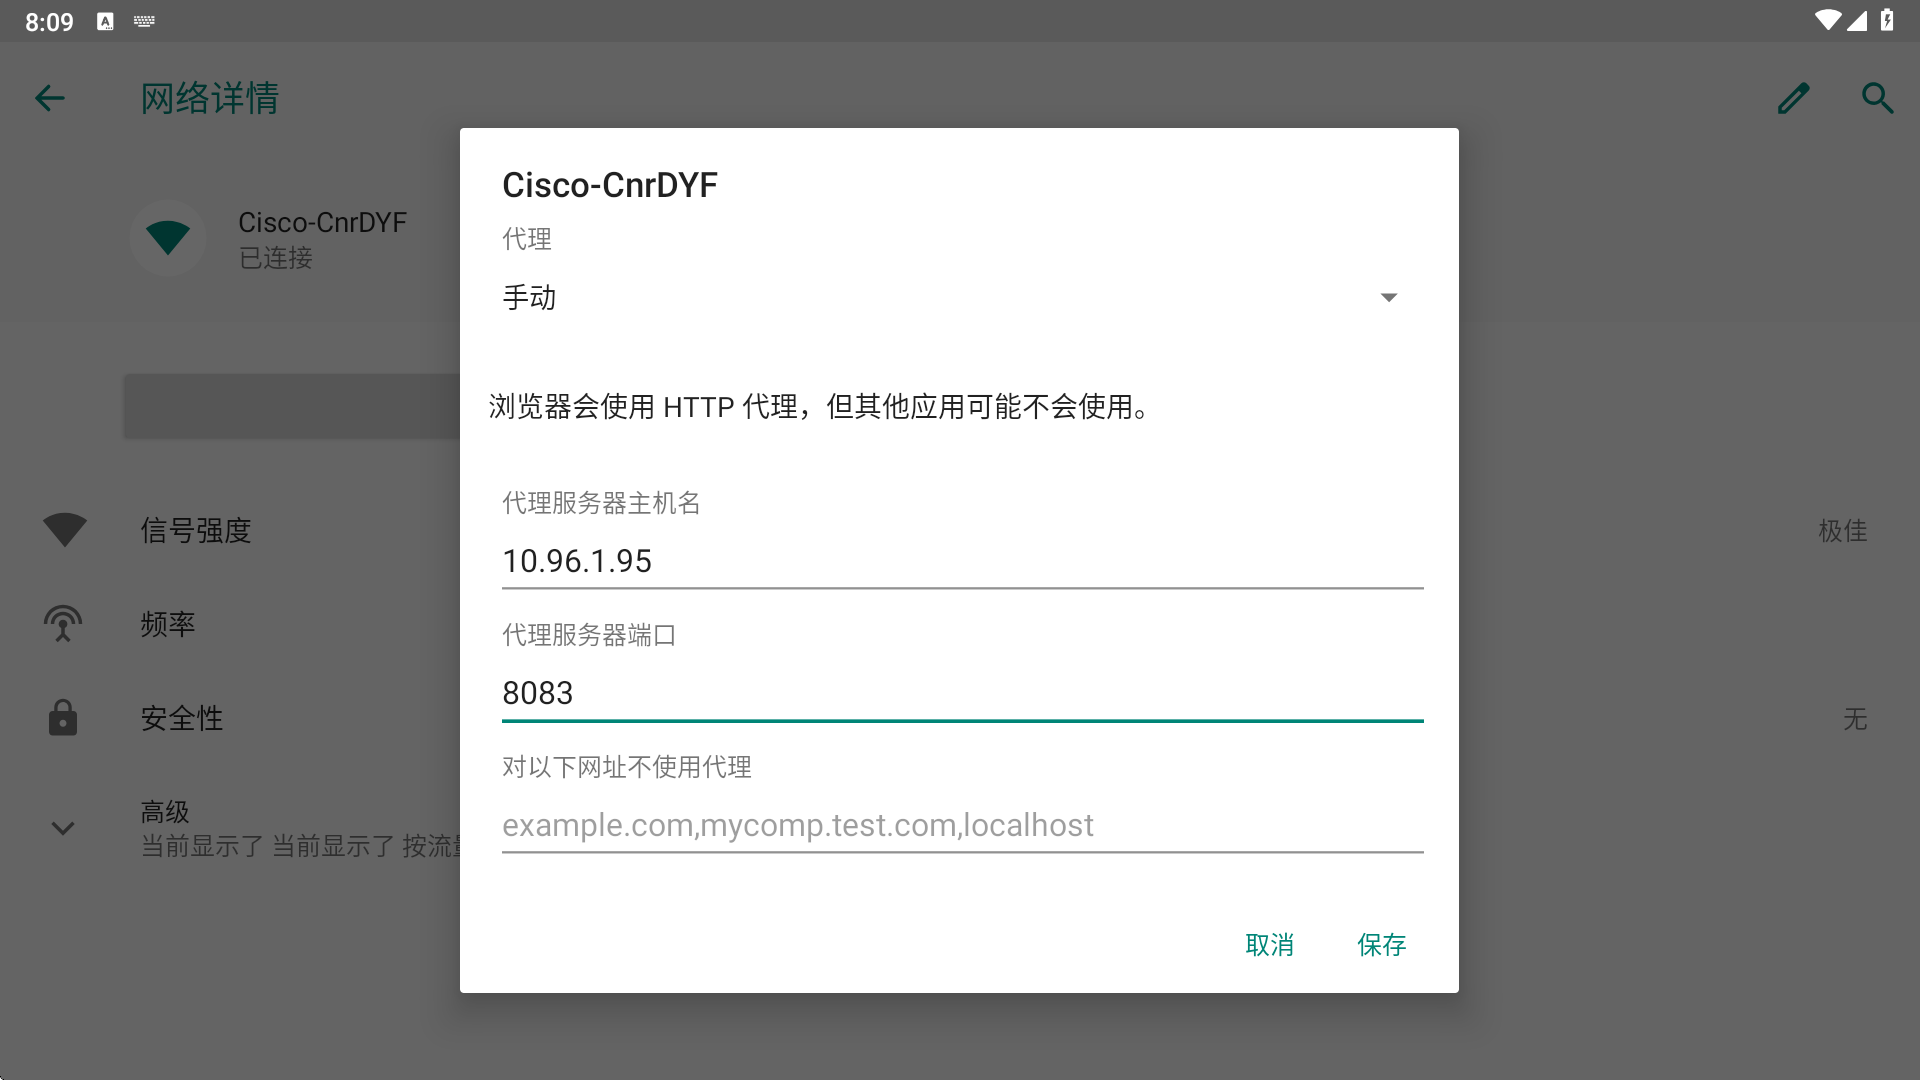 8:09
网络详情
Cisco-CnrDYF
已连接
信号强度
极佳
频率
安全性
无
高级
当前显示了 当前显示了 按流
Cisco-CnrDYF
代理
手动
浏览器会使用 HTTP 代理，但其他应用可能不会使用。
代理服务器主机名
10.96.1.95
代理服务器端口
8083
对以下网址不使用代理
example.com,mycomp.test.com,localhost
取消
保存